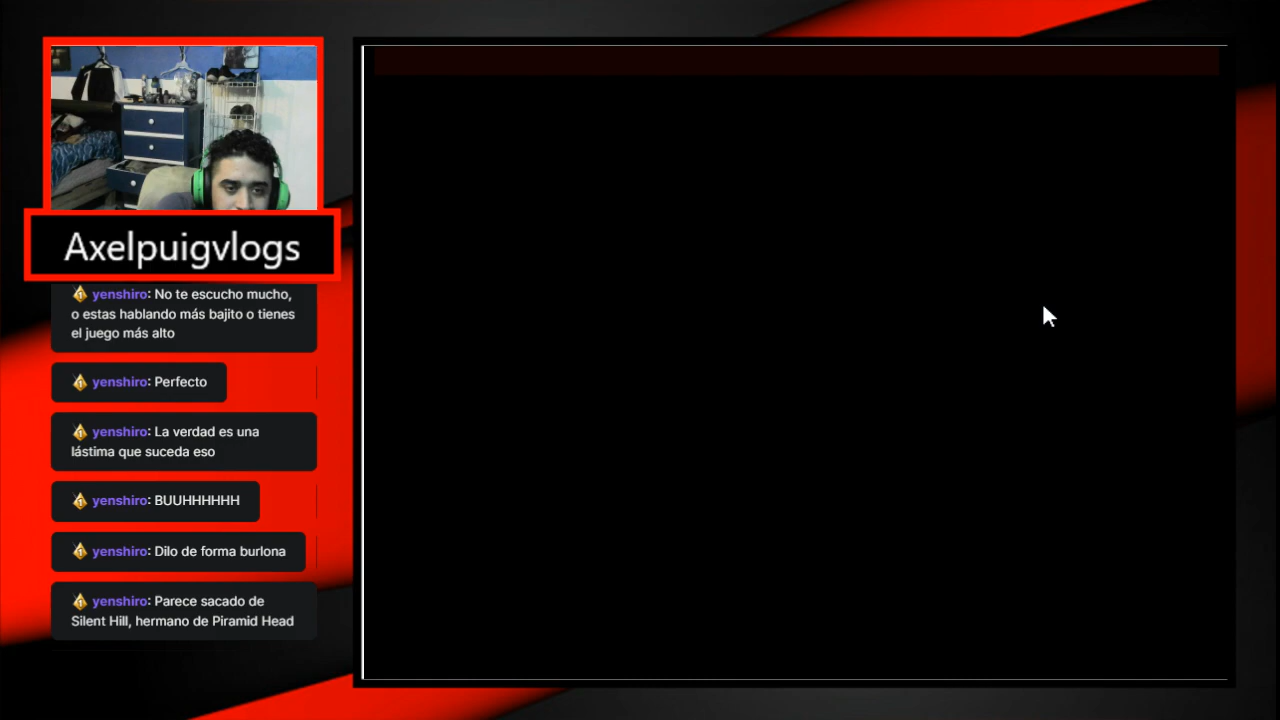 Axelpuigvlogs
yenshiro: No te escucho mucho,
o estas hablando más bajito o tienes
el juego más alto
yenshiro: Perfecto
yenshiro: La verdad es una
lástima que suceda eso
yenshiro: BUUHHHHHH
yenshiro: Dilo de forma burlona
yenshiro: Parece sacado de
Silent Hill, hermano de Piramid Head